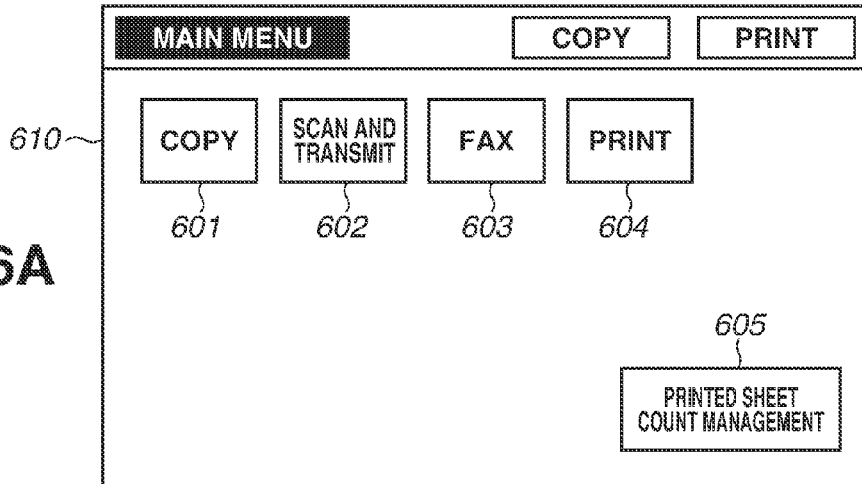 MAIN MENU COPY PRINT
610
COPY SCAN AND TRANSMIT FAX PRINT
601 602 603 604
6A
605
PRINTED SHEET
COUNT MANAGEMENT